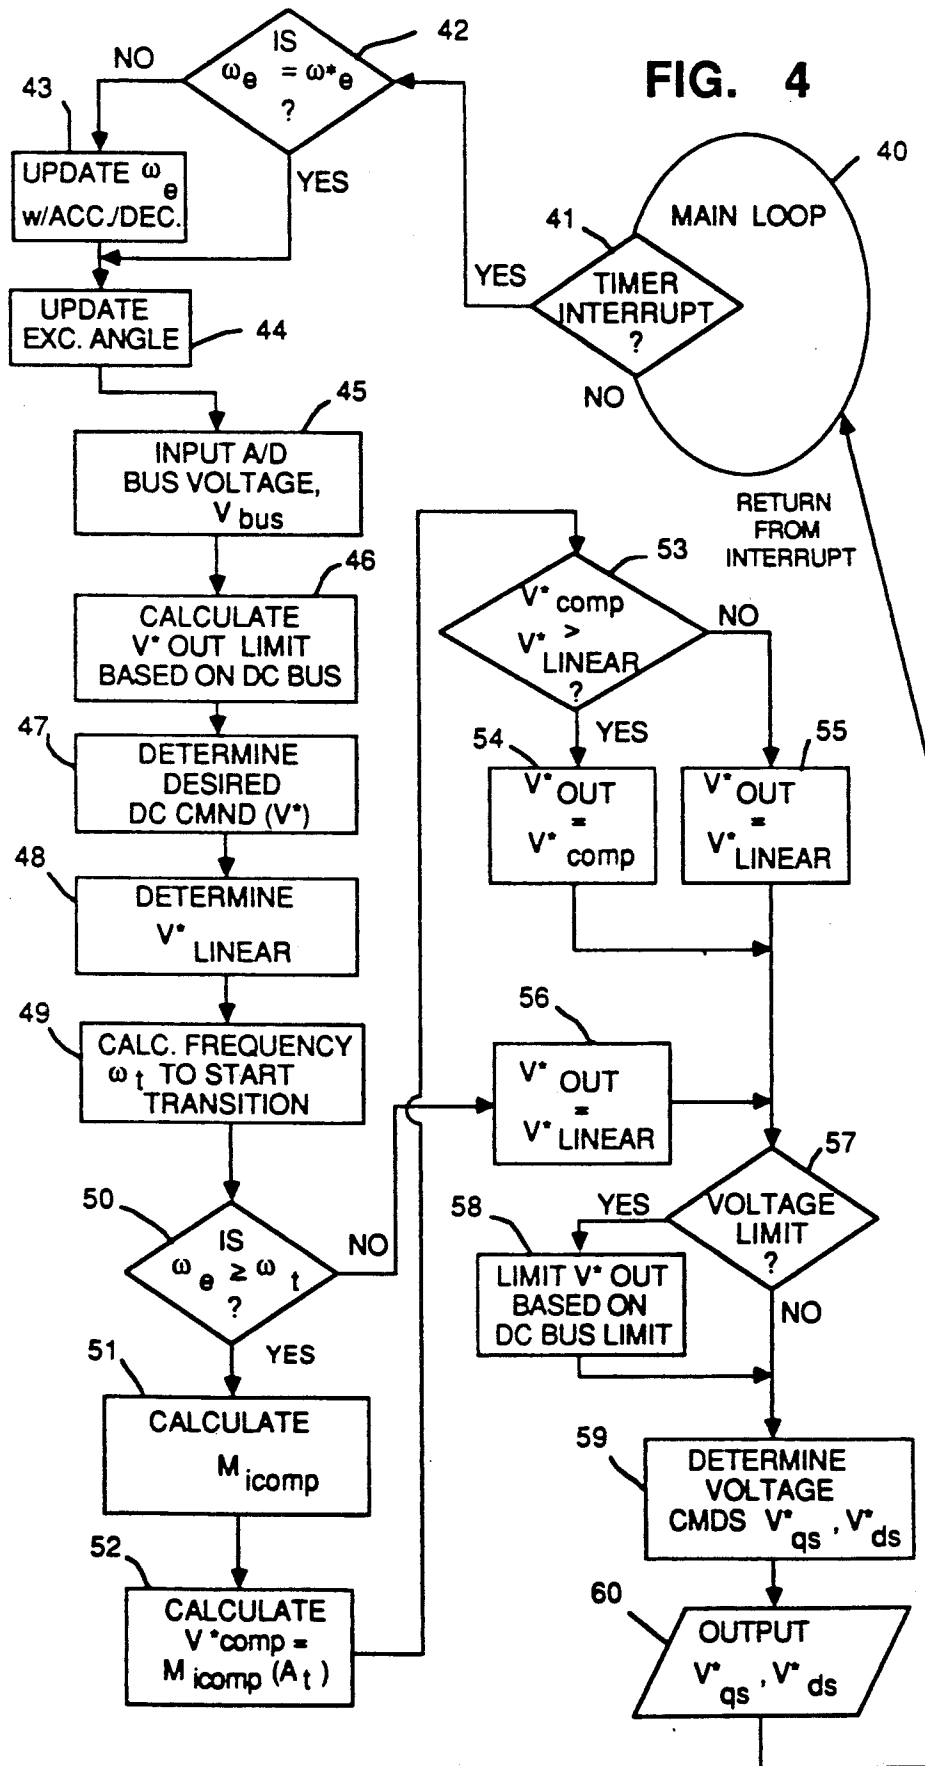 FIG. 4
40
MAIN LOOP
41
TIMER
INTERRUPT
?
YES
NO
RETURN
FROM
INTERRUPT
42
IS
ωe = ω*e
?
NO
YES
43
UPDATE ωe
w/ACC./DEC.
UPDATE
EXC. ANGLE
44
45
INPUT A/D
BUS VOLTAGE,
Vbus
46
CALCULATE
V* OUT LIMIT
BASED ON DC BUS
47
DETERMINE
DESIRED
DC CMND (V*)
48
DETERMINE
V*LINEAR
49
CALC. FREQUENCY
ωt TO START
TRANSITION
50
IS
ωe ≥ ωt
?
NO
YES
51
CALCULATE
Micomp
52
CALCULATE
V*comp =
Micomp (At)
53
V*comp
>
V*LINEAR
?
NO
YES
54
V*OUT
=
V*comp
55
V*OUT
=
V*LINEAR
56
V*OUT
=
V*LINEAR
57
VOLTAGE
LIMIT
?
YES
NO
58
LIMIT V* OUT
BASED ON
DC BUS LIMIT
59
DETERMINE
VOLTAGE
CMDS V*qs , V*ds
60
OUTPUT
V*qs , V*ds